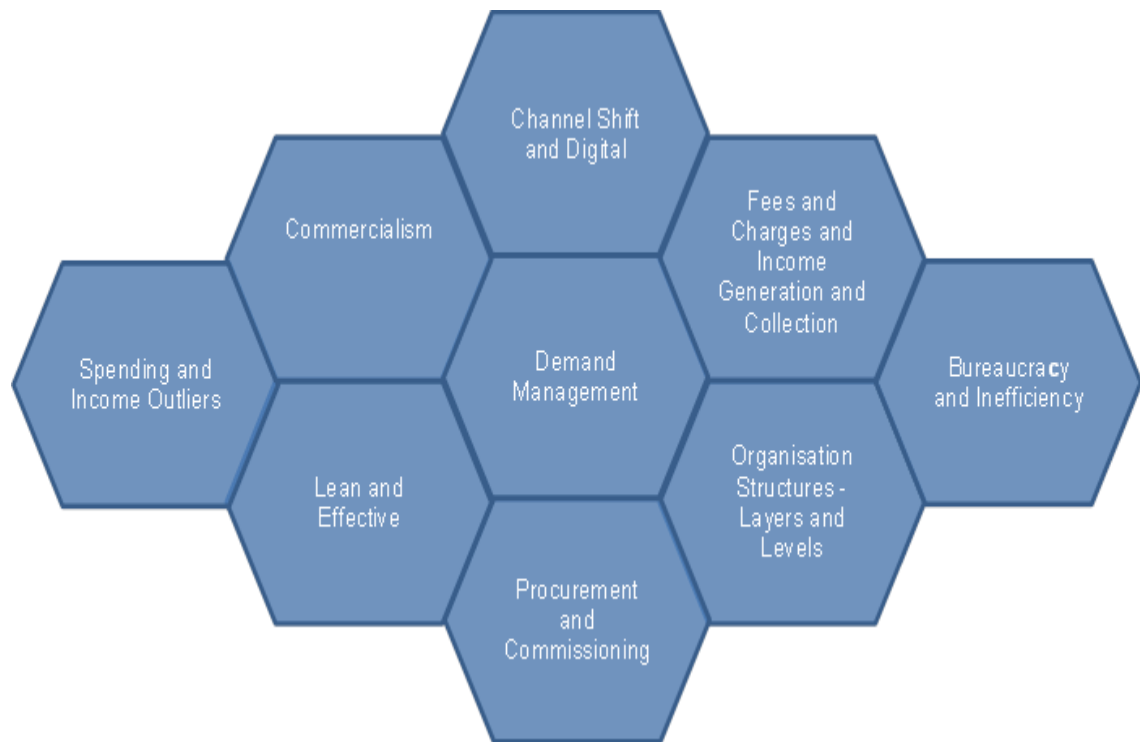 Channel Shift
and Digital
Commercialism
Fees and
Charges and
Income
Generation and
Collection
Spending and
Income Outliers
Demand
Management
Bureaucracy
and Inefficiency
Lean and
Effective
Organisation
Structures -
Layers and
Levels
Procurement
and
Commissioning